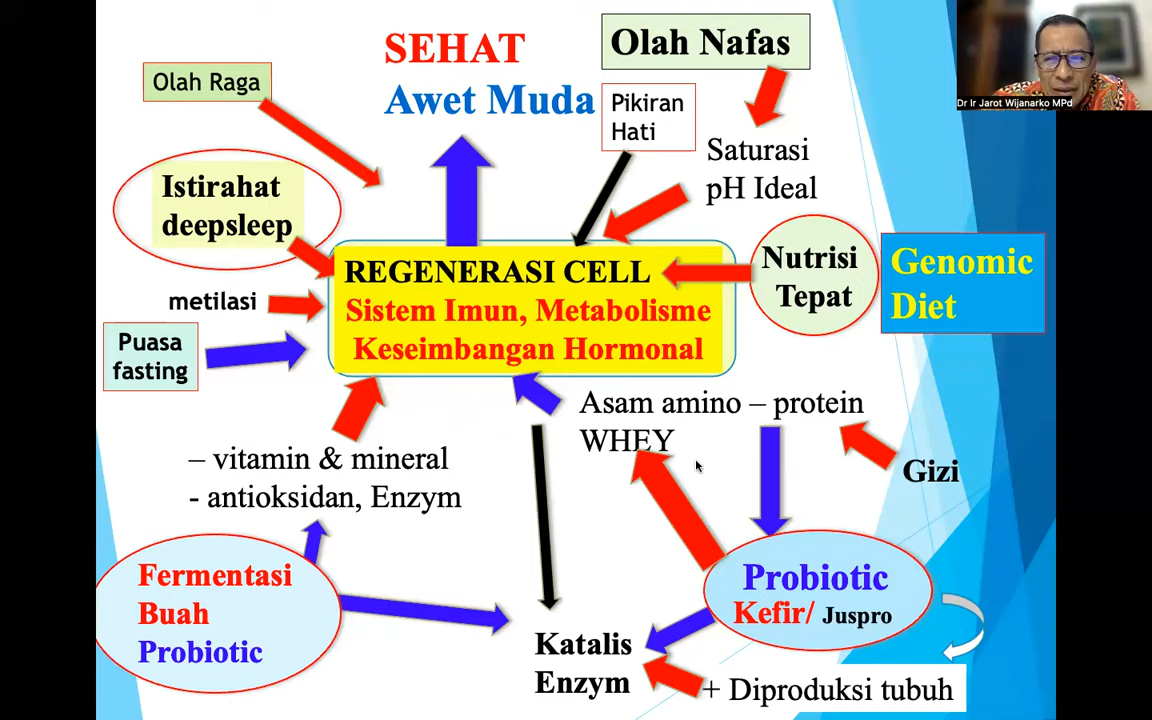 SEHAT
Awet Muda
Olah Nafas
Dr Ir Jarot Wijanarko MPd
Olah Raga
Pikiran
Hati
Saturasi
pH Ideal
Istirahat
deepsleep
REGENERASI CELL
Sistem Imun, Metabolisme
Keseimbangan Hormonal
Nutrisi
Tepat
Genomic
Diet
metilasi
Puasa
fasting
Asam amino – protein
WHEY
Gizi
– vitamin & mineral
- antioksidan, Enzym
Fermentasi
Buah
Probiotic
Probiotic
Kefir/ Juspro
Katalis
Enzym
+ Diproduksi tubuh